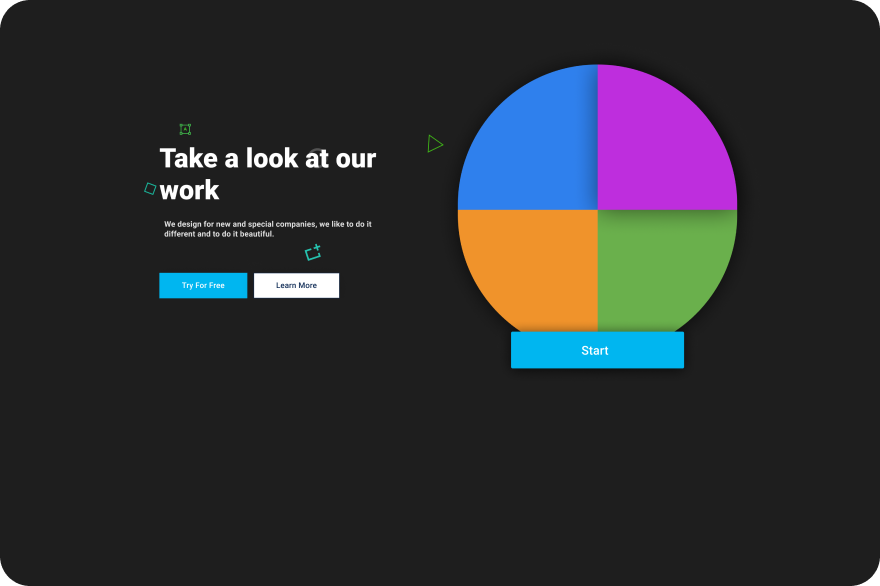 Take a look at our
work
We design for new and special companies, we like to do it
different and to do it beautiful.
Try For Free
Learn More
Start